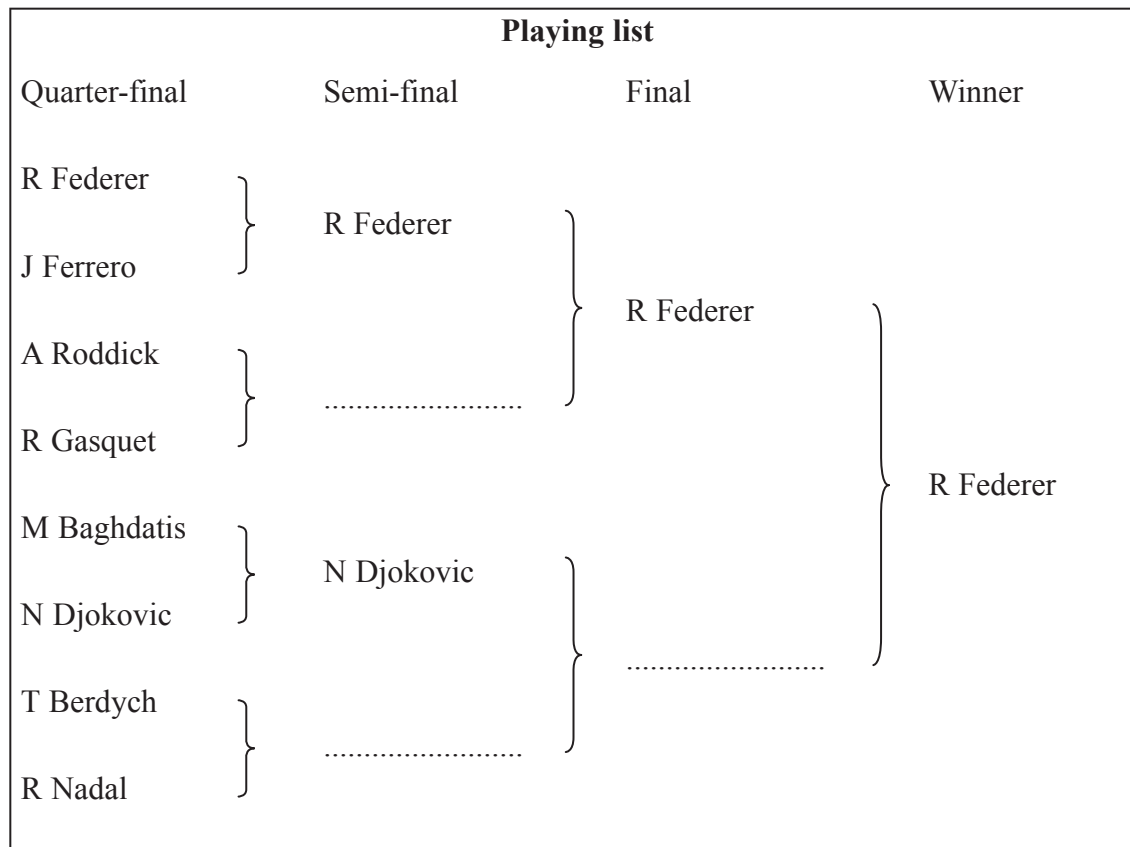 Playing list
Quarter-final Semi-final Final Winner
R Federer
R Federer
J Ferrero
R Federer
A Roddick
........................
R Gasquet
R Federer
M Baghdatis
N Djokovic
N Djokovic
........................
T Berdych
........................
R Nadal